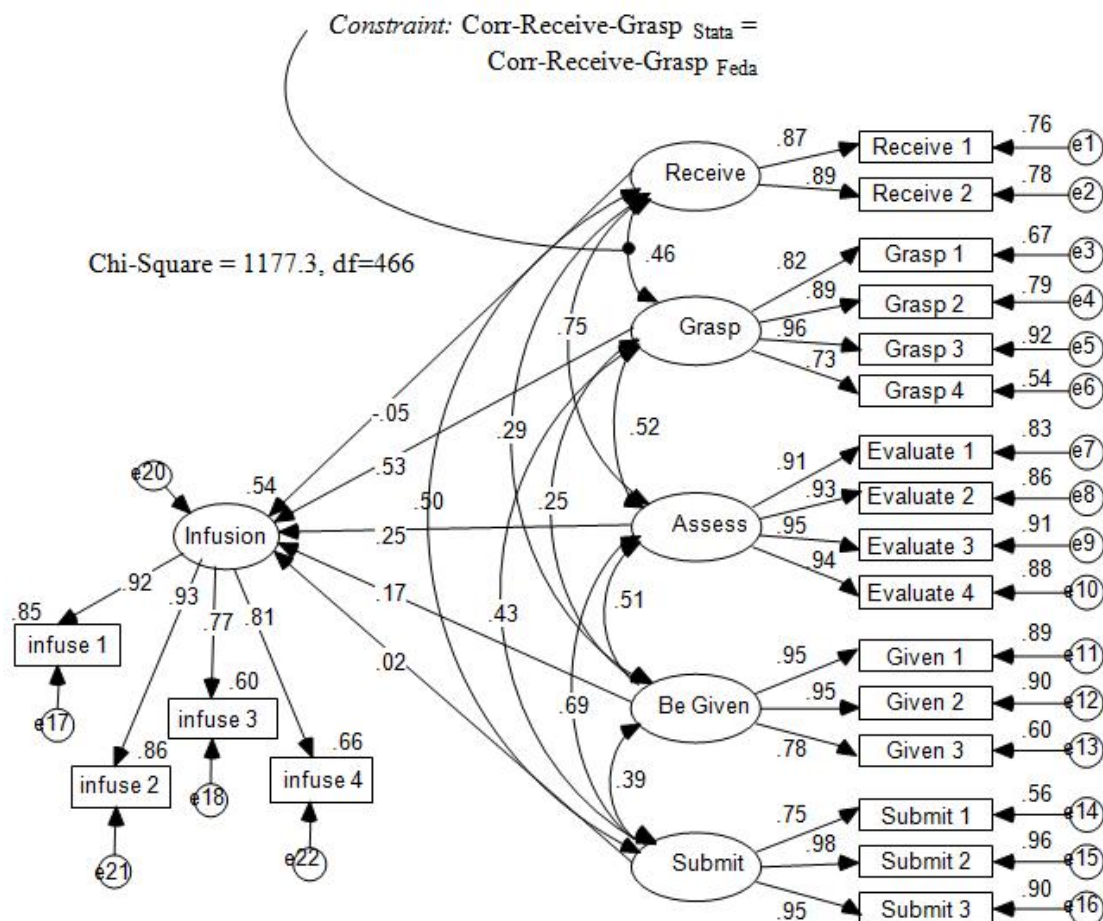 Constraint: Corr-Receive-Grasp Stata =
Corr-Receive-Grasp Feda
Chi-Square = 1177.3, df=466
Receive
.87
Receive 1
.76
e1
.89
Receive 2
.78
e2
.46
Grasp
.82
Grasp 1
.67
e3
.89
Grasp 2
.79
e4
.96
Grasp 3
.92
e5
.73
Grasp 4
.54
e6
.75
-.05
.29
.52
.53
.50
.25
.25
Assess
.91
Evaluate 1
.83
e7
.93
Evaluate 2
.86
e8
.95
Evaluate 3
.91
e9
.94
Evaluate 4
.88
e10
e20
.54
Infusion
.17
.43
.51
.02
.69
Be Given
.95
Given 1
.89
e11
.95
Given 2
.90
e12
.78
Given 3
.60
e13
.39
Submit
.75
Submit 1
.56
e14
.98
Submit 2
.96
e15
.95
Submit 3
.90
e16
.92
.93
.77
.81
.85
infuse 1
e17
.60
infuse 3
e18
.86
infuse 2
e21
.66
infuse 4
e22